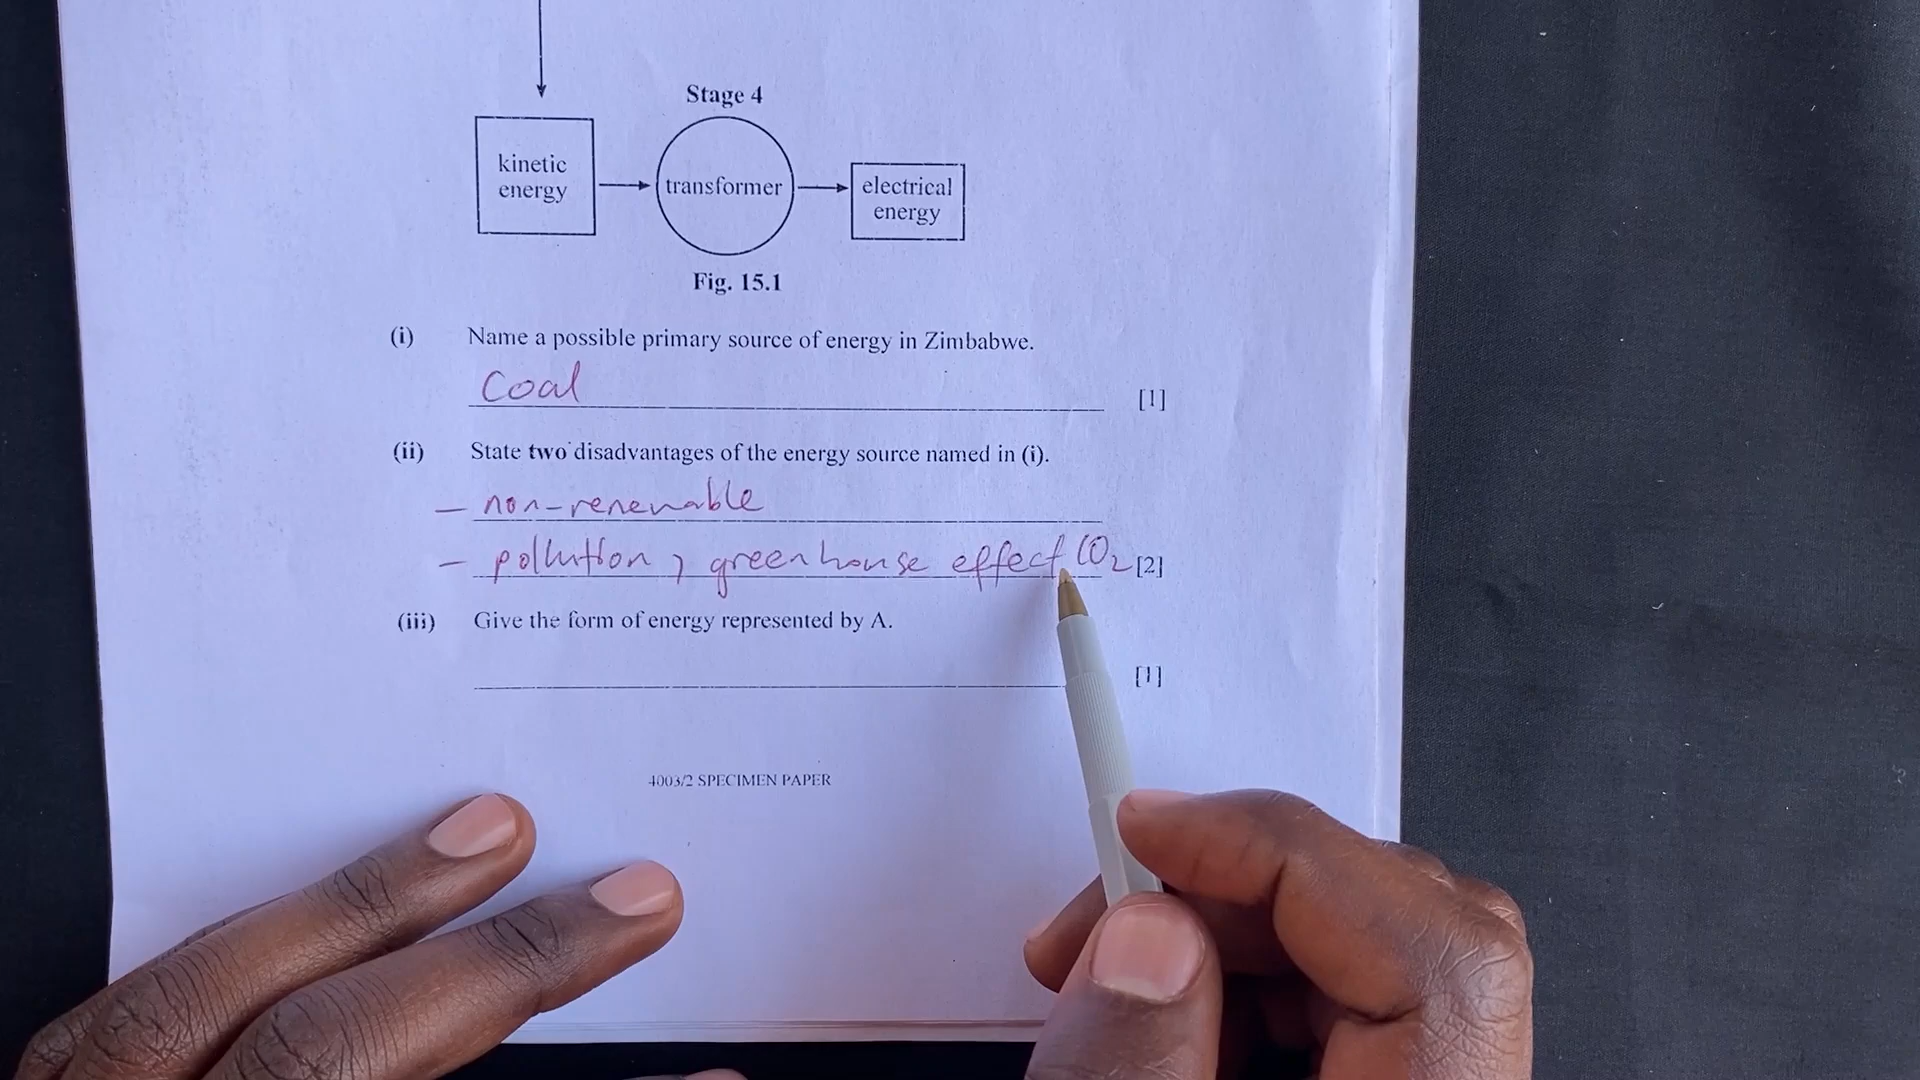 Stage 4
kinetic
energy
transformer
electrical
energy
Fig. 15.1
(i) Name a possible primary source of energy in Zimbabwe.
Coal
[1]
(ii) State two disadvantages of the energy source named in (i).
- non-renewable
- pollution, greenhouse effect CO2 [2]
(iii) Give the form of energy represented by A.
[1]
4003/2 SPECIMEN PAPER